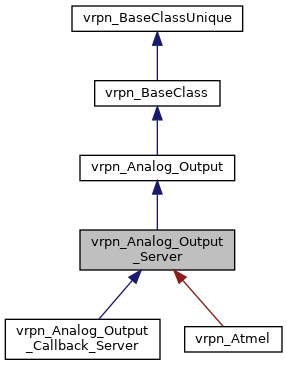 vrpn_BaseClassUnique
vrpn_BaseClass
vrpn_Analog_Output
vrpn_Analog_Output
_Server
vrpn_Analog_Output
_Callback_Server
vrpn_Atmel